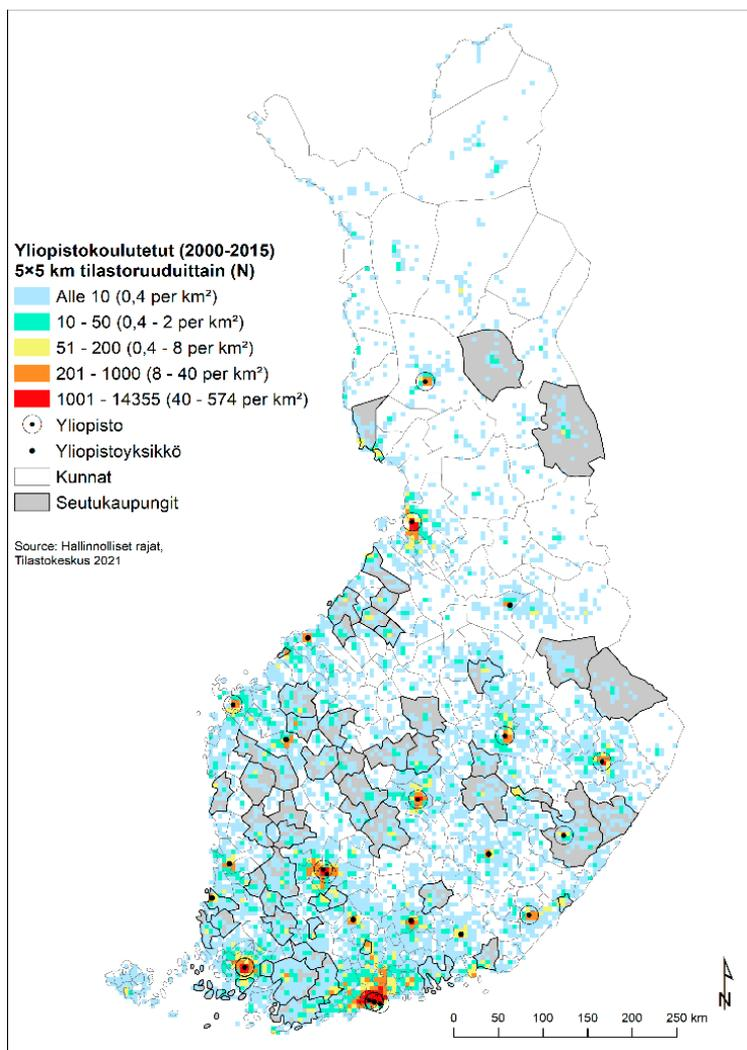 Yliopistokoulutetut (2000-2015)
5×5 km tilastoruuduittain (N)
Alle 10 (0,4 per km²)
10 - 50 (0,4 - 2 per km²)
51 - 200 (0,4 - 8 per km²)
201 - 1000 (8 - 40 per km²)
1001 - 14355 (40 - 574 per km²)
Yliopisto
Yliopistoyksikkö
Kunnat
Seutukaupungit
Source: Hallinnolliset rajat,
Tilastokeskus 2021
N
0 50 100 150 200 250 km